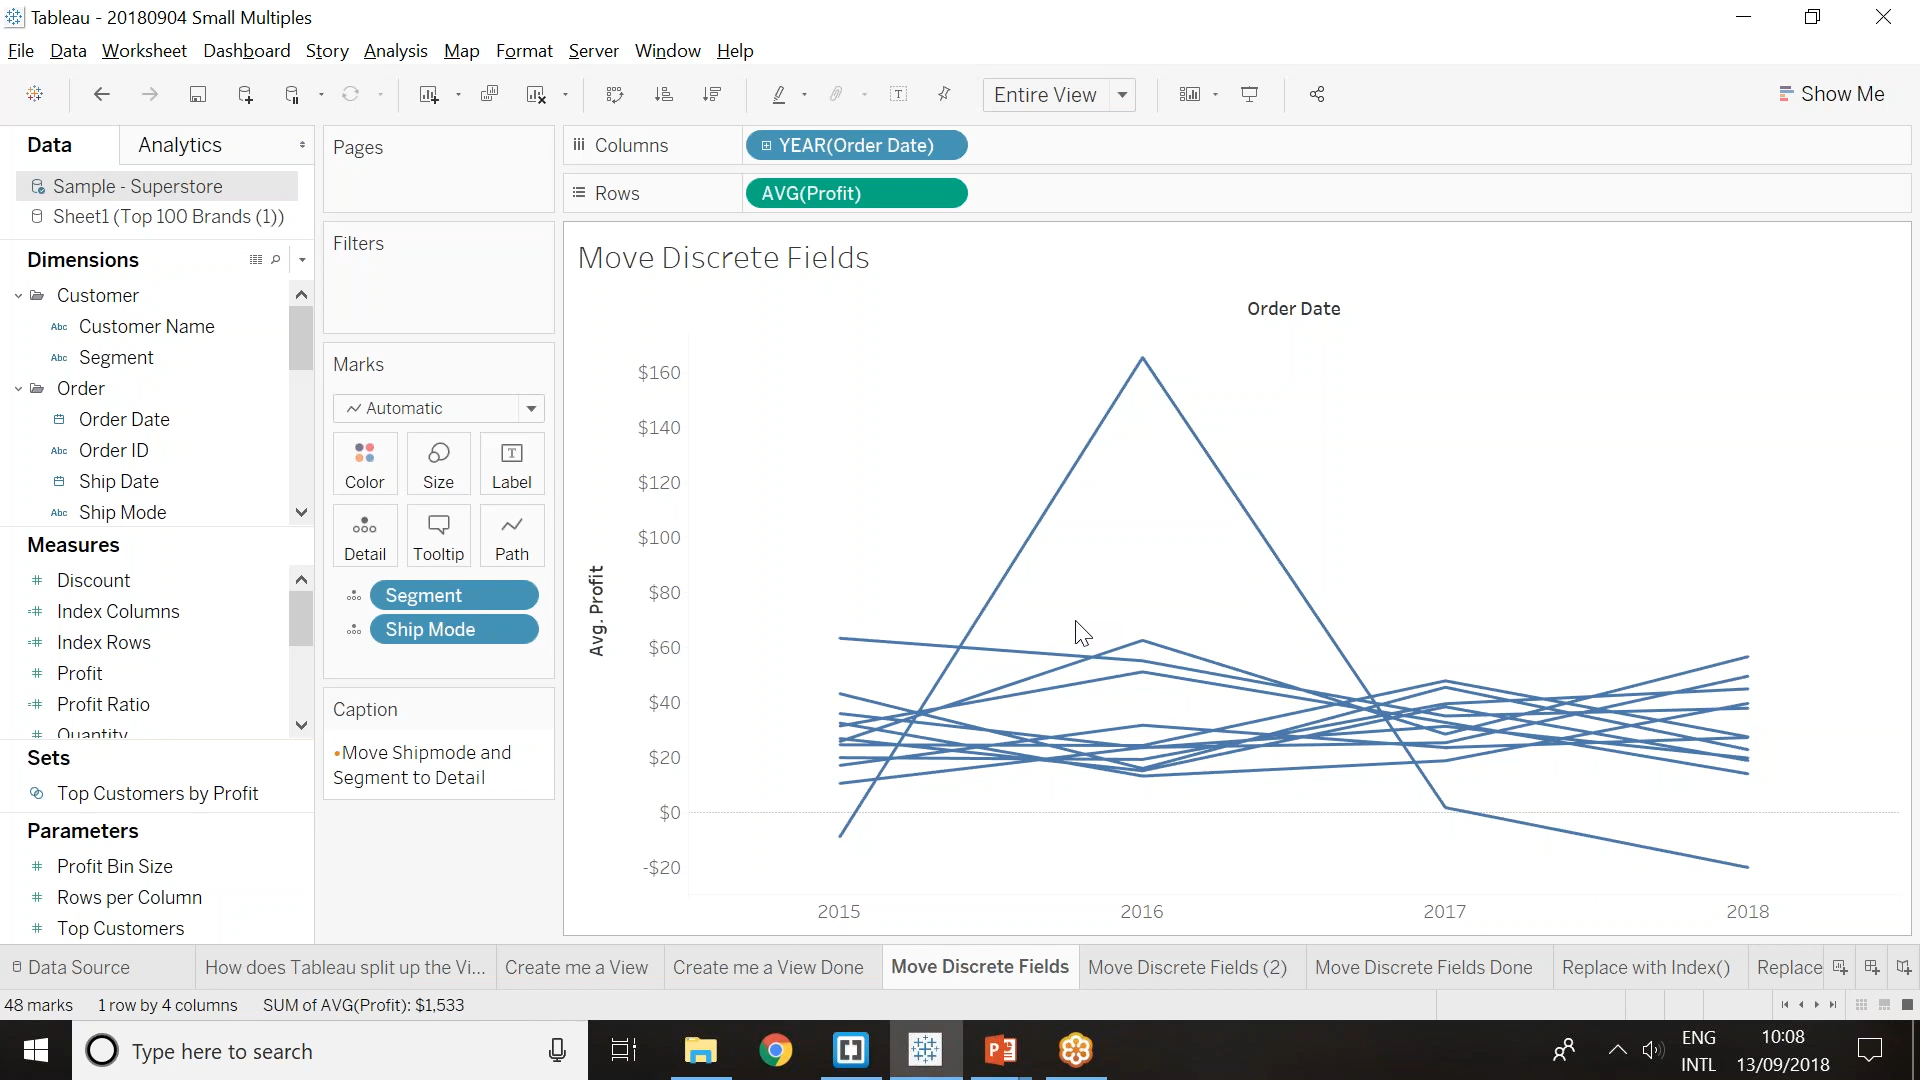 Tableau - 20180904 Small Multiples
File Data Worksheet Dashboard Story Analysis Map Format Server Window Help
Entire View
Show Me
Data
Analytics
Pages
Columns
YEAR(Order Date)
Sample - Superstore
Rows
AVG(Profit)
Sheet1 (Top 100 Brands (1))
Dimensions
Filters
Move Discrete Fields
Customer
Abc Customer Name
Abc Segment
Order
Order Date
Abc Order ID
Ship Date
Abc Ship Mode
Marks
Automatic
Color
Size
Label
Detail
Tooltip
Path
Segment
Ship Mode
Measures
# Discount
=# Index Columns
=# Index Rows
# Profit
=# Profit Ratio
# Quantity
Caption
•Move Shipmode and
Segment to Detail
Sets
Top Customers by Profit
Parameters
# Profit Bin Size
# Rows per Column
# Top Customers
Order Date
Avg. Profit
$160
$140
$120
$100
$80
$60
$40
$20
$0
-$20
2015
2016
2017
2018
Data Source
How does Tableau split up the Vi...
Create me a View
Create me a View Done
Move Discrete Fields
Move Discrete Fields (2)
Move Discrete Fields Done
Replace with Index()
Replace
48 marks 1 row by 4 columns SUM of AVG(Profit): $1,533
Type here to search
ENG
INTL
10:08
13/09/2018